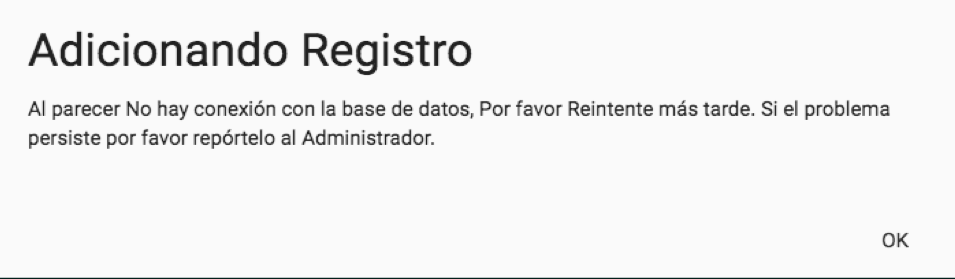 Adicionando Registro
Al parecer No hay conexión con la base de datos, Por favor Reintente más tarde. Si el problema
persiste por favor repórtelo al Administrador.
OK